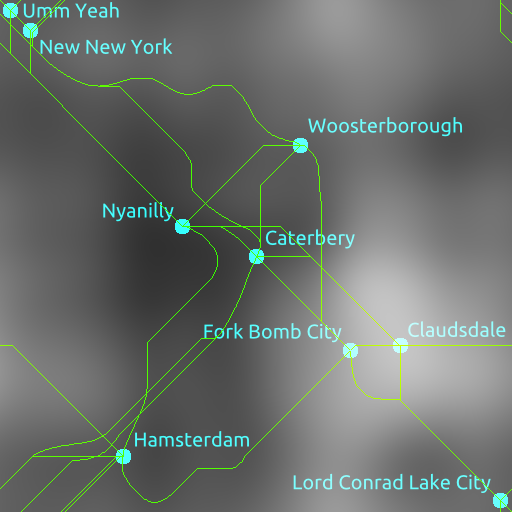 Umm Yeah
New New York
Woosterborough
Nyanilly
Caterbery
Fork Bomb City
Claudsdale
Hamsterdam
Lord Conrad Lake City